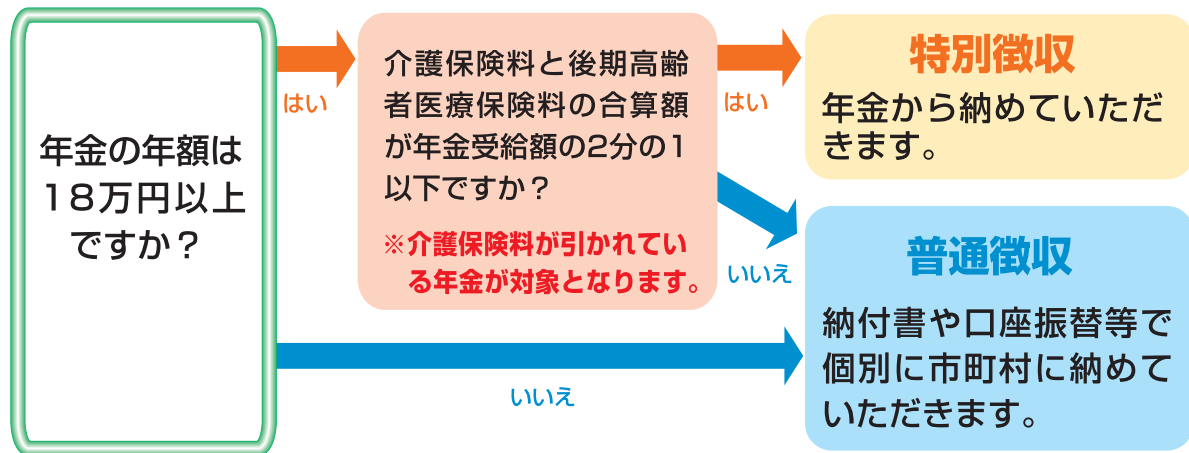 年金の年額は
18万円以上
ですか？
はい
介護保険料と後期高齢
者医療保険料の合算額
が年金受給額の2分の1
以下ですか？
※介護保険料が引かれてい
る年金が対象となります。
はい
いいえ
特別徴収
年金から納めていただ
きます。
普通徴収
納付書や口座振替等で
個別に市町村に納めて
いただきます。
いいえ